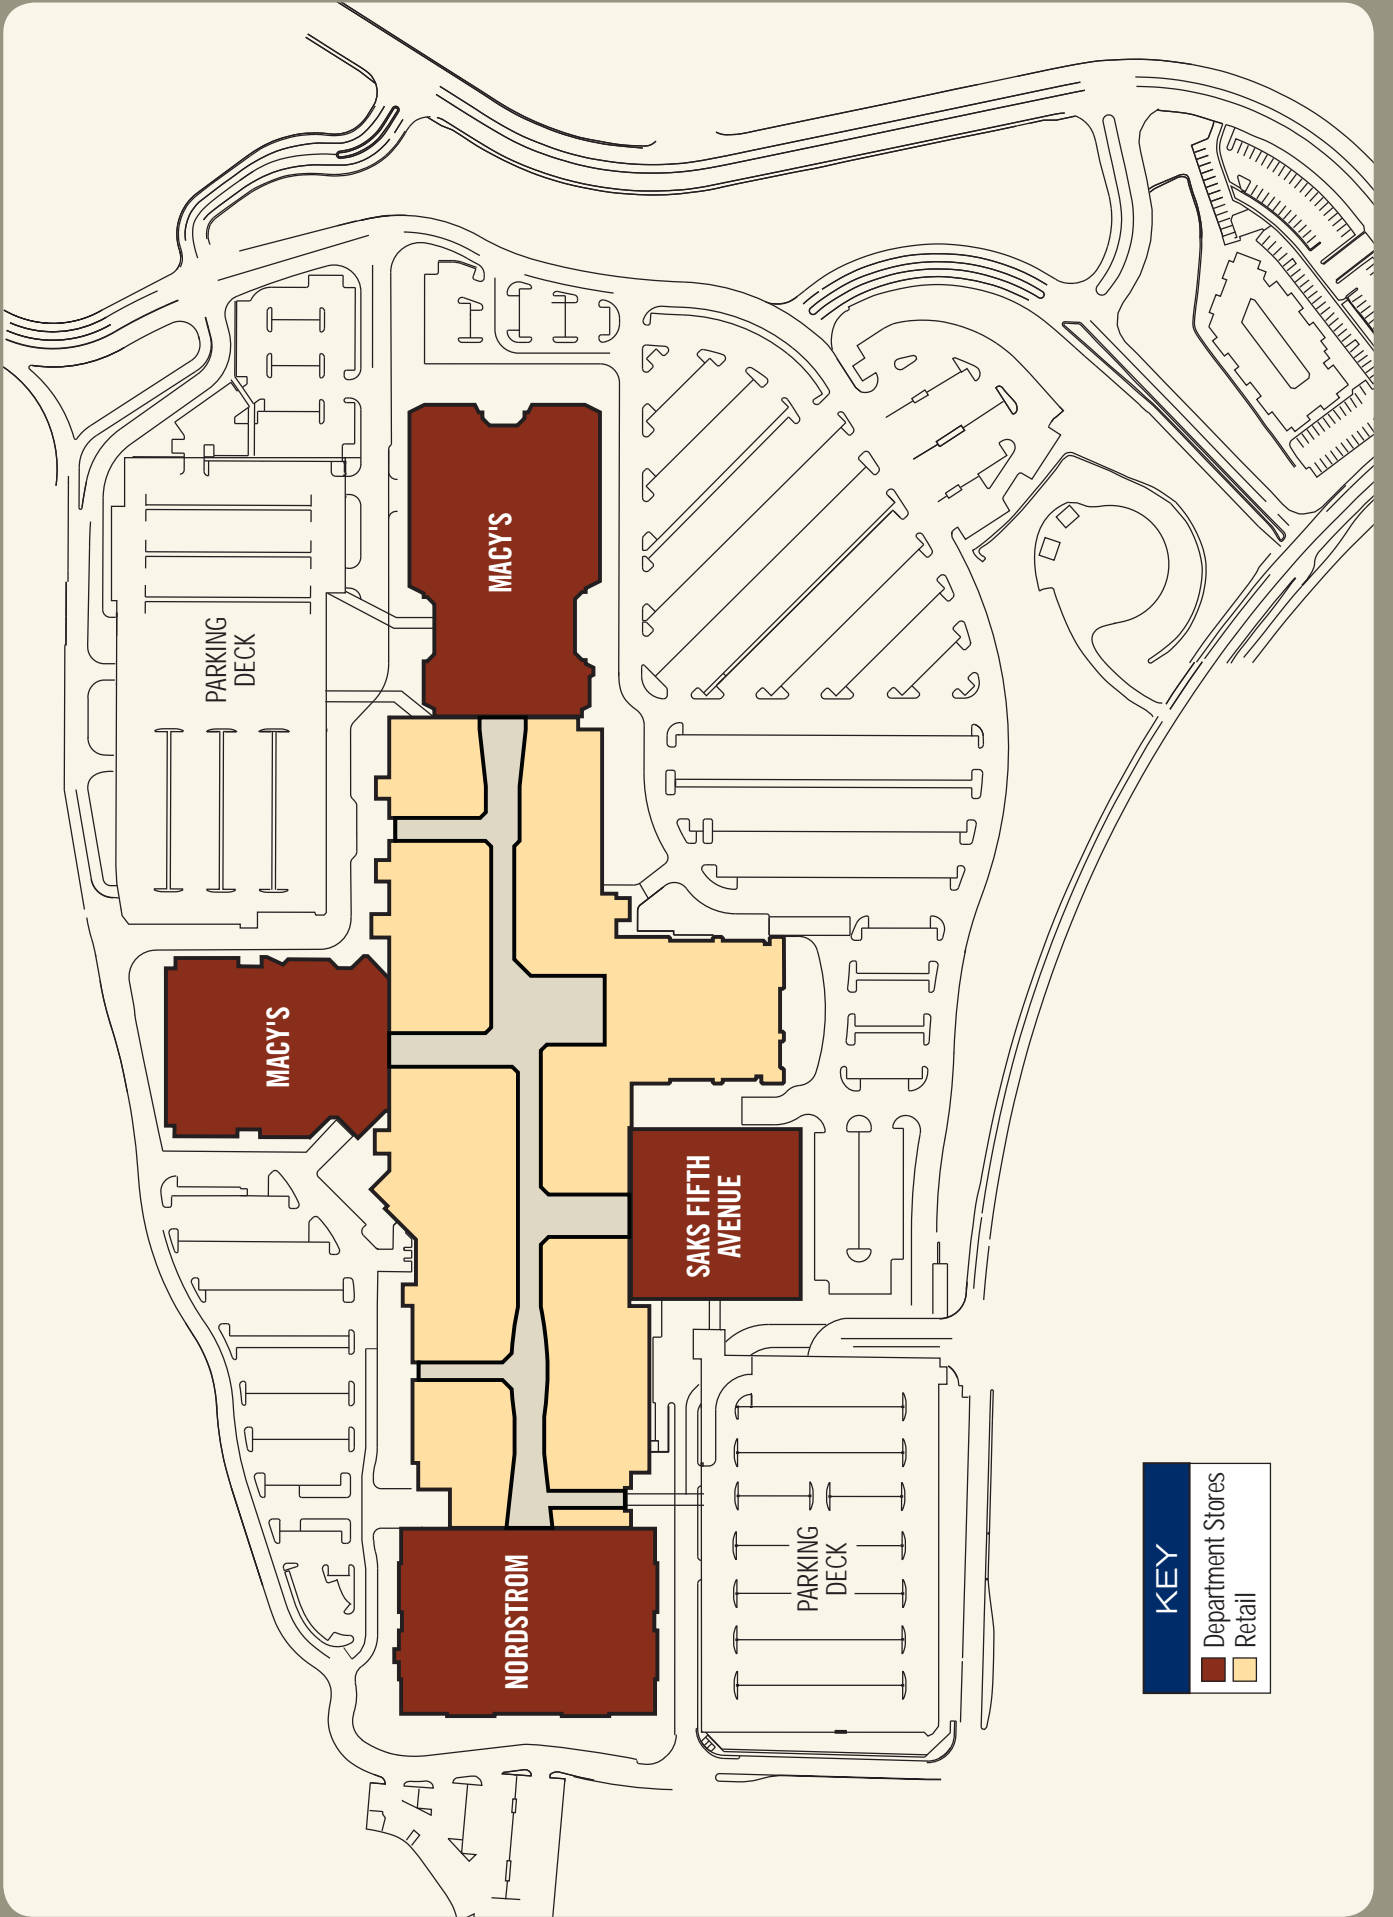 MACY'S
PARKING
DECK
MACY'S
SAKS FIFTH
AVENUE
NORDSTROM
PARKING
DECK
KEY
Department Stores
Retail